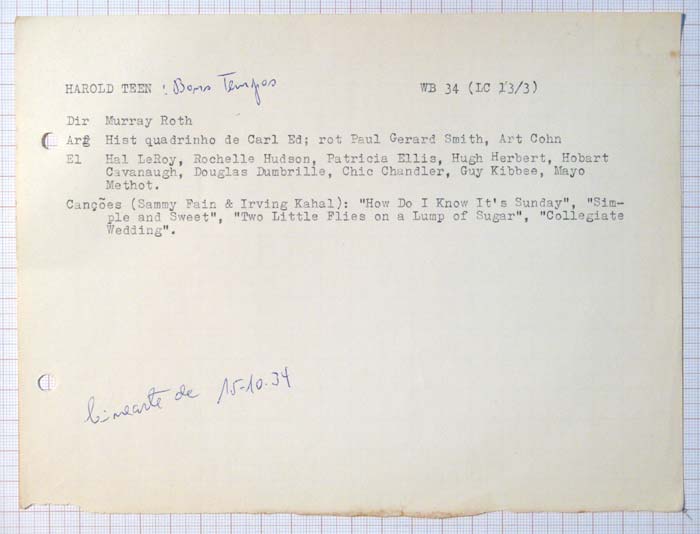 HAROLD TEEN : Bons Tempos WB 34 (LC 13/3)
Dir Murray Roth
Arg Hist quadrinho de Carl Ed; rot Paul Gerard Smith, Art Cohn
El Hal LeRoy, Rochelle Hudson, Patricia Ellis, Hugh Herbert, Hobart
Cavanaugh, Douglas Dumbrille, Chic Chandler, Guy Kibbee, Mayo
Methot.
Canções (Sammy Fain & Irving Kahal): "How Do I Know It's Sunday", "Sim-
ple and Sweet", "Two Little Flies on a Lump of Sugar", "Collegiate
Wedding".
Cinearte de 15-10-34